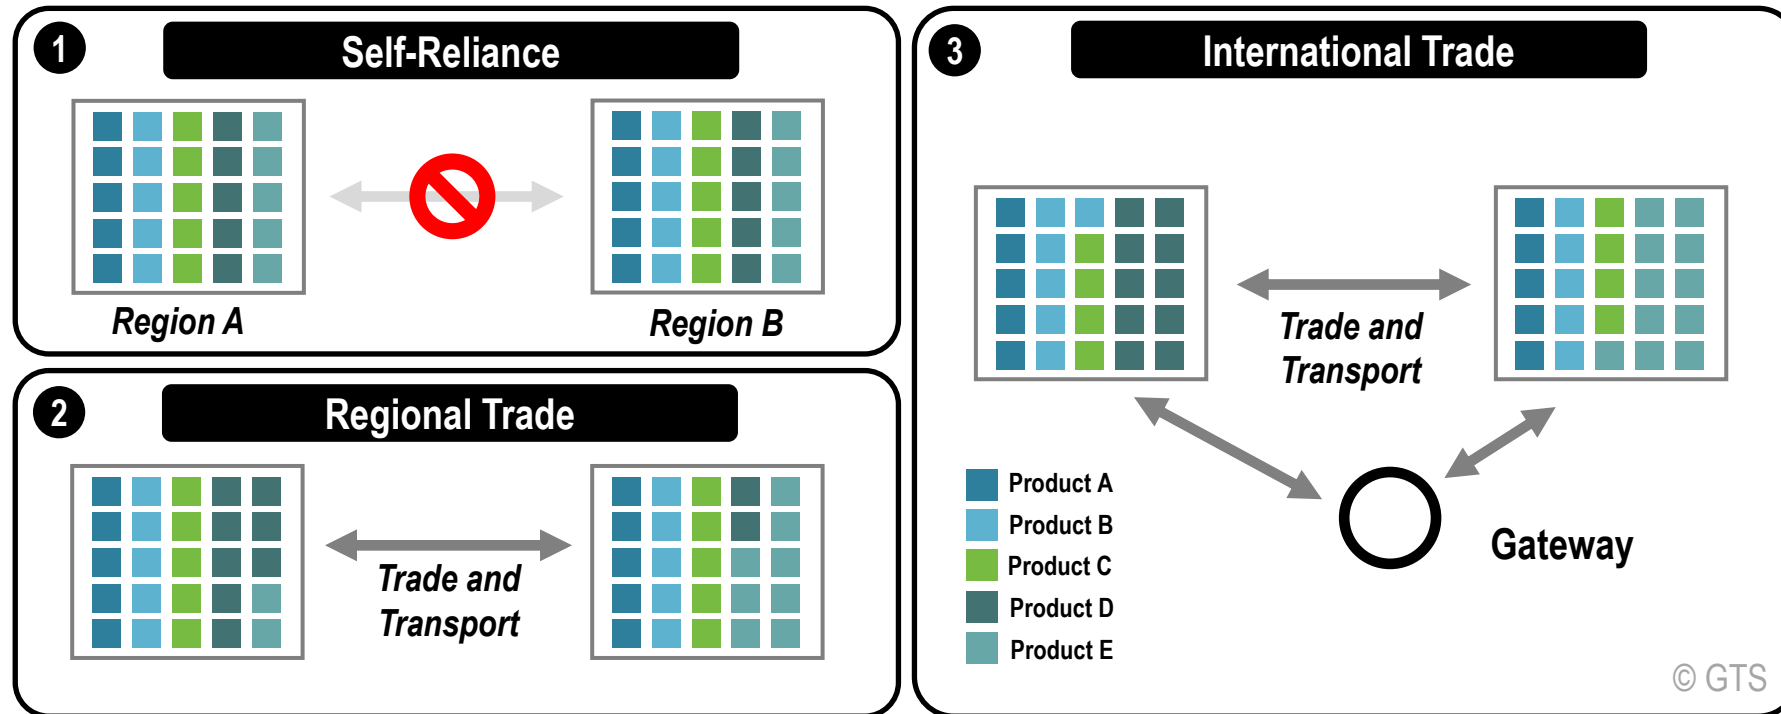 1
Self-Reliance
Region A
Region B
2
Regional Trade
Trade and
Transport
3
International Trade
Trade and
Transport
Product A
Product B
Product C
Product D
Product E
Gateway
© GTS